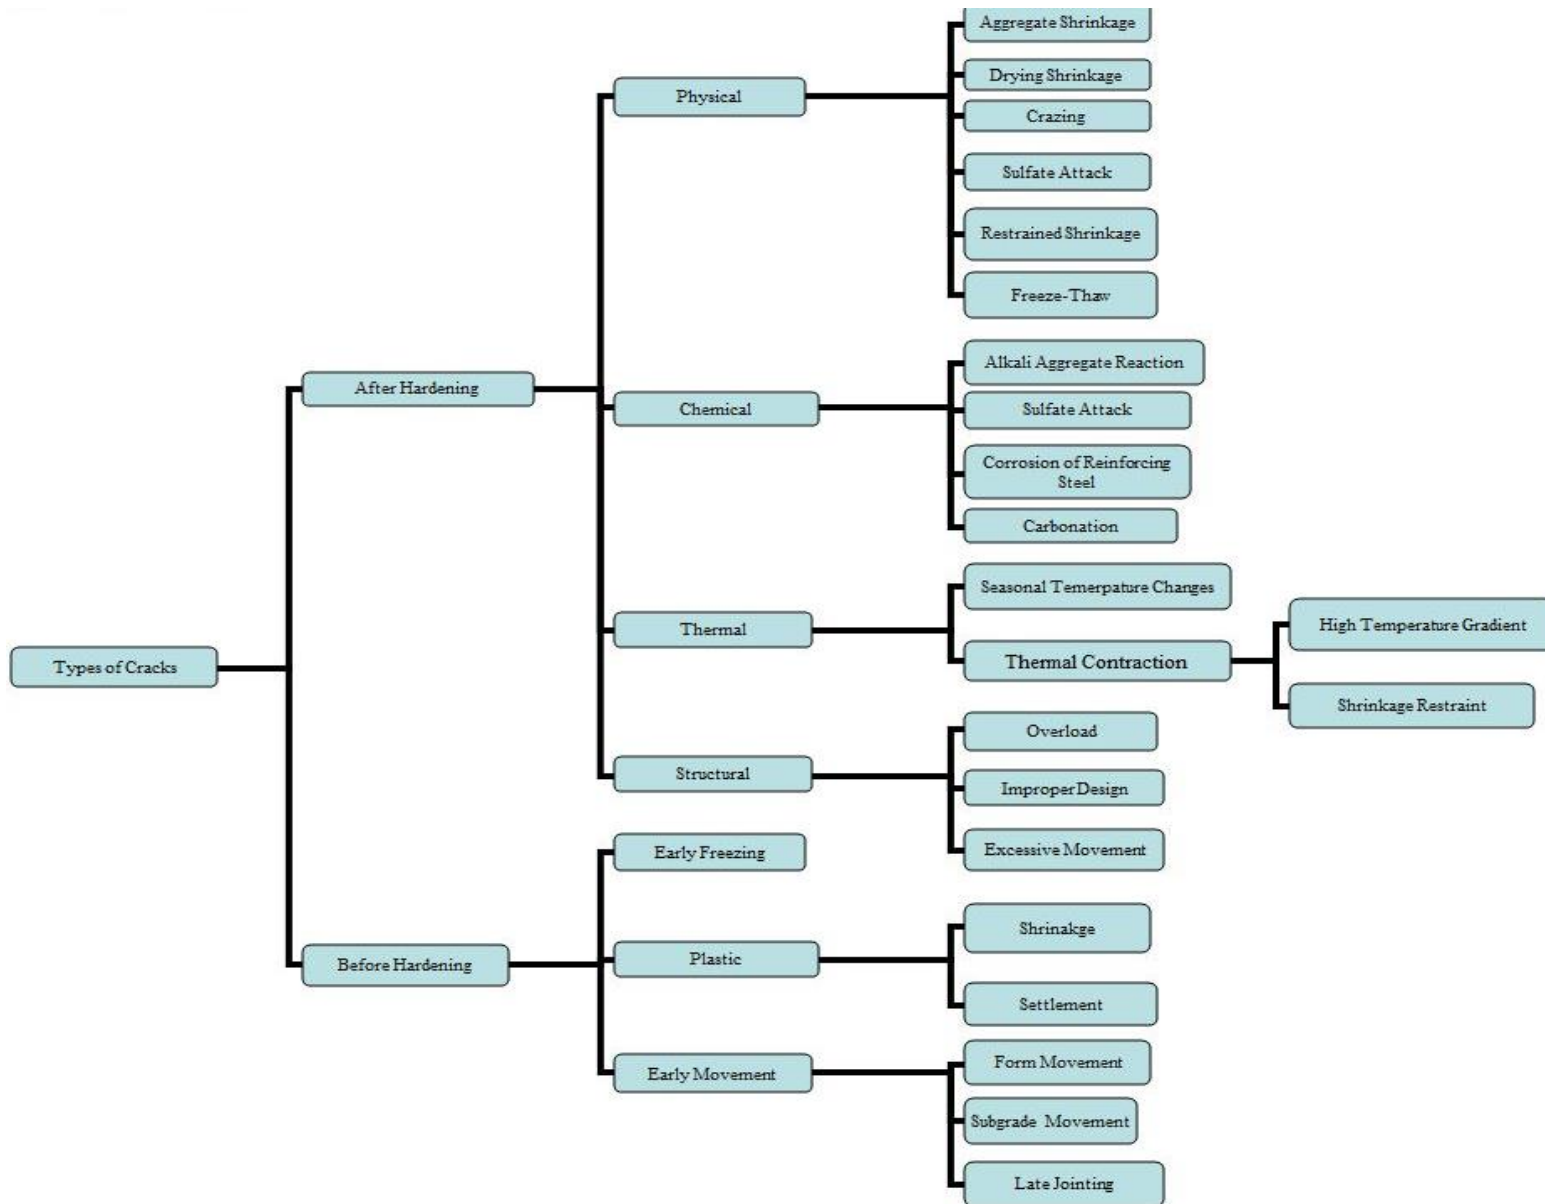 Aggregate Shrinkage
Drying Shrinkage
Physical
Crazing
Sulfate Attack
Restrained Shrinkage
Freeze-Thaw
Alkali Aggregate Reaction
After Hardening
Chemical
Sulfate Attack
Corrosion of Reinforcing
Steel
Carbonation
Seasonal Temerpature Changes
High Temperature Gradient
Thermal
Types of Cracks
Thermal Contraction
Shrinkage Restraint
Overload
Structural
Improper Design
Early Freezing
Excessive Movement
Shrinakge
Plastic
Before Hardening
Settlement
Form Movement
Early Movement
Subgrade Movement
Late Jointing